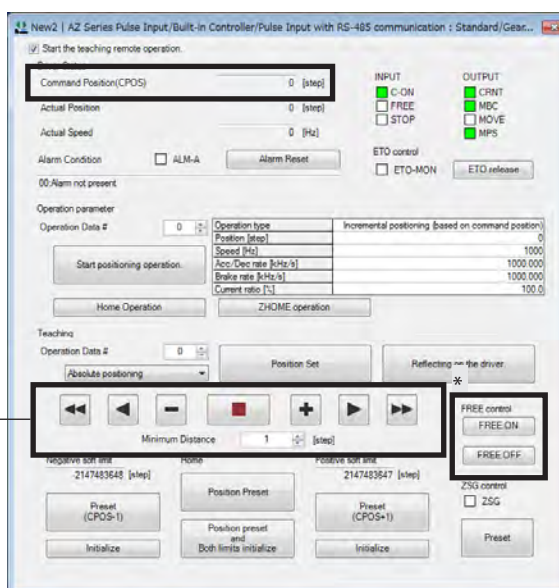 New2 | AZ Series Pulse Input/Built-in Controller/Pulse Input with RS-485 communication : Standard/Gear...
Start the teaching remote operation.
Command Position(CPOS) 0 [step]
Actual Position 0 [step]
Actual Speed 0 [Hz]
INPUT
C-ON
FREE
STOP
OUTPUT
CRNT
MBC
MOVE
MPS
Alarm Condition ALM-A Alarm Reset
00:Alarm not present
ETO control
ETO-MON ETO release
Operation parameter
Operation Data # 0
Start positioning operation.
Operation type Incremental positioning (based on command position)
Position [step] 0
Speed [Hz] 1000
Acc/Dec rate [kHz/s] 1000.000
Brake rate [kHz/s] 1000.000
Current ratio [%] 100.0
Home Operation ZHOME operation
Teaching
Operation Data # 0
Absolute positioning
Position Set
Reflecting on the driver
*
Minimum Distance 1 [step]
FREE control
FREE ON
FREE OFF
Negative soft limit
-2147483648 [step]
Preset
(CPOS-1)
Initialize
Home
Position Preset
Position preset
and
Both limits initialize
Positive soft limit
2147483647 [step]
Preset
(CPOS+1)
Initialize
ZSG control
ZSG
Preset